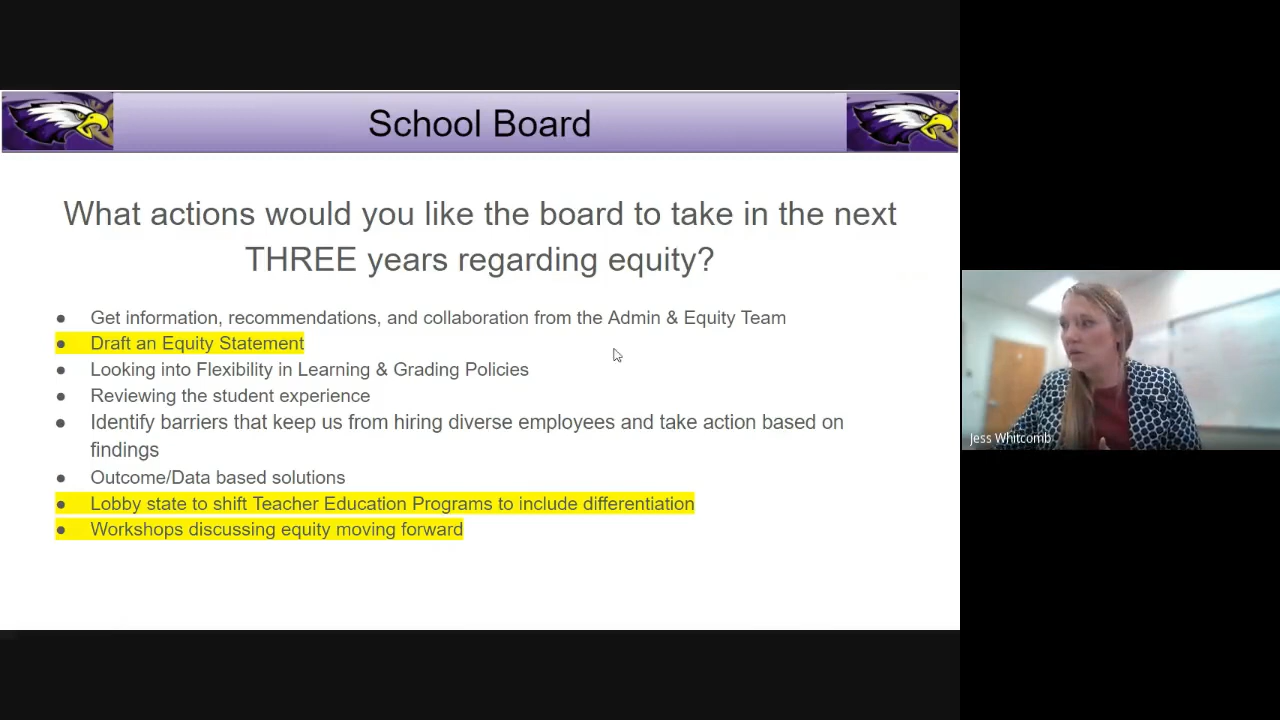 School Board
What actions would you like the board to take in the next
THREE years regarding equity?
● Get information, recommendations, and collaboration from the Admin & Equity Team
● Draft an Equity Statement
● Looking into Flexibility in Learning & Grading Policies
● Reviewing the student experience
● Identify barriers that keep us from hiring diverse employees and take action based on
findings
● Outcome/Data based solutions
● Lobby state to shift Teacher Education Programs to include differentiation
● Workshops discussing equity moving forward
Jess Whitcomb